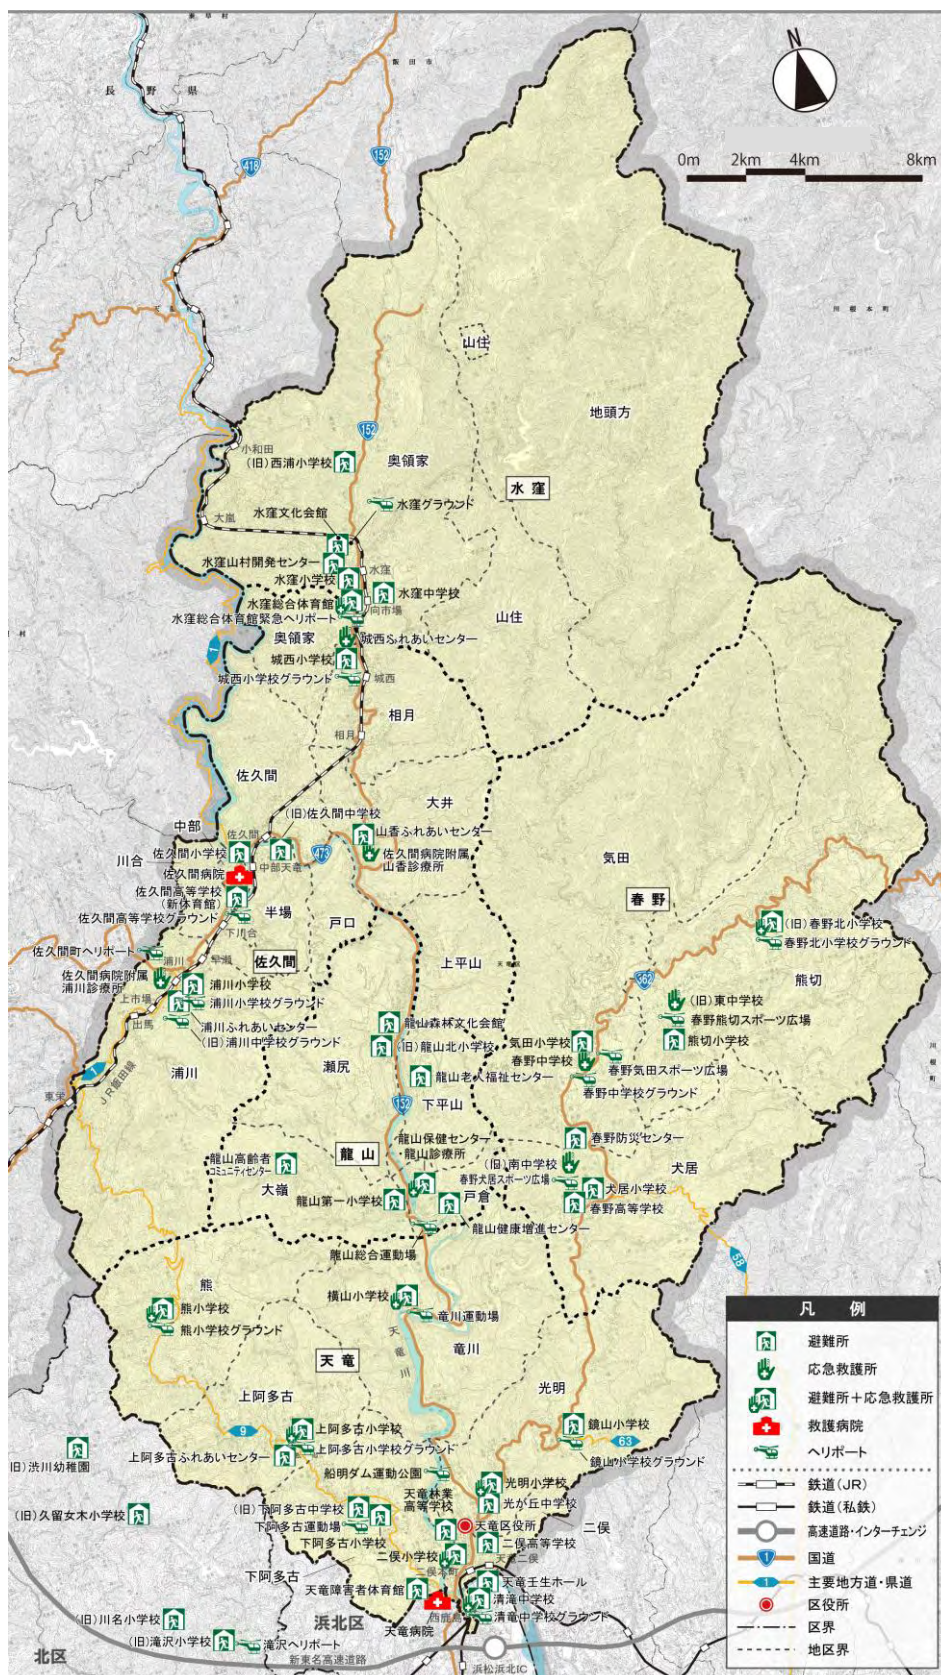 長野県
飯田市
418
152
N
0m 2km 4km 8km
川根本町
山住
地頭方
152
小和田
(旧)西浦小学校
奥領家
水窪
水窪グラウンド
水窪文化会館
大嵐
水窪山村開発センター
水窪
水窪小学校
水窪中学校
水窪総合体育館
向市場
水窪総合体育館緊急ヘリポート
山住
奥領家
城西ふれあいセンター
1
城西小学校
城西小学校グラウンド
城西
相月
相月
佐久間
大井
(旧)佐久間中学校
中部
佐久間
山香ふれあいセンター
佐久間小学校
473
川合
中部天竜
佐久間病院附属
山香診療所
気田
佐久間病院
佐久間高等学校
(新体育館)
春野
半場
佐久間高等学校グラウンド
戸口
(旧)春野北小学校
下川合
春野北小学校グラウンド
佐久間町ヘリポート
浦川
早瀬
佐久間
上平山
佐久間病院附属
浦川診療所
362
熊切
浦川小学校
上市場
浦川小学校グラウンド
(旧)東中学校
出馬
浦川ふれあいセンター
龍山森林文化会館
春野熊切スポーツ広場
(旧)浦川中学校グラウンド
気田小学校
熊切小学校
(旧)龍山北小学校
春野中学校
瀬尻
春野気田スポーツ広場
1
浦川
龍山老人福祉センター
春野中学校グラウンド
東栄
JR飯田線
152
下平山
龍山保健センター
春野防災センター
龍山診療所
龍山
(旧)南中学校
龍山高齢者
コミュニティセンター
犬居
春野犬居スポーツ広場
大嶺
犬居小学校
龍山第一小学校
戸倉
春野高等学校
龍山健康増進センター
龍山総合運動場
58
熊
横山小学校
熊小学校
竜川運動場
熊小学校グラウンド
天竜川
竜川
天竜
光明
上阿多古
鏡山小学校
9
上阿多古小学校
63
上阿多古小学校グラウンド
鏡山小学校グラウンド
上阿多古ふれあいセンター
(旧)渋川幼稚園
船明ダム運動公園
光明小学校
天竜林業
高等学校
光が丘中学校
(旧)下阿多古中学校
(旧)久留女木小学校
天竜区役所
二俣
下阿多古運動場
二俣高等学校
下阿多古小学校
二俣小学校
天竜二俣
二俣本町
下阿多古
天竜壬生ホール
天竜障害者体育館
清滝中学校
西鹿島
清竜中学校グラウンド
(旧)川名小学校
浜北区
天竜病院
(旧)滝沢小学校
滝沢ヘリポート
北区
新東名高速道路
浜松浜北IC
凡例
避難所
応急救護所
避難所+応急救護所
救護病院
ヘリポート
鉄道(JR)
鉄道(私鉄)
高速道路・インターチェンジ
1 国道
1 主要地方道・県道
区役所
区界
地区界